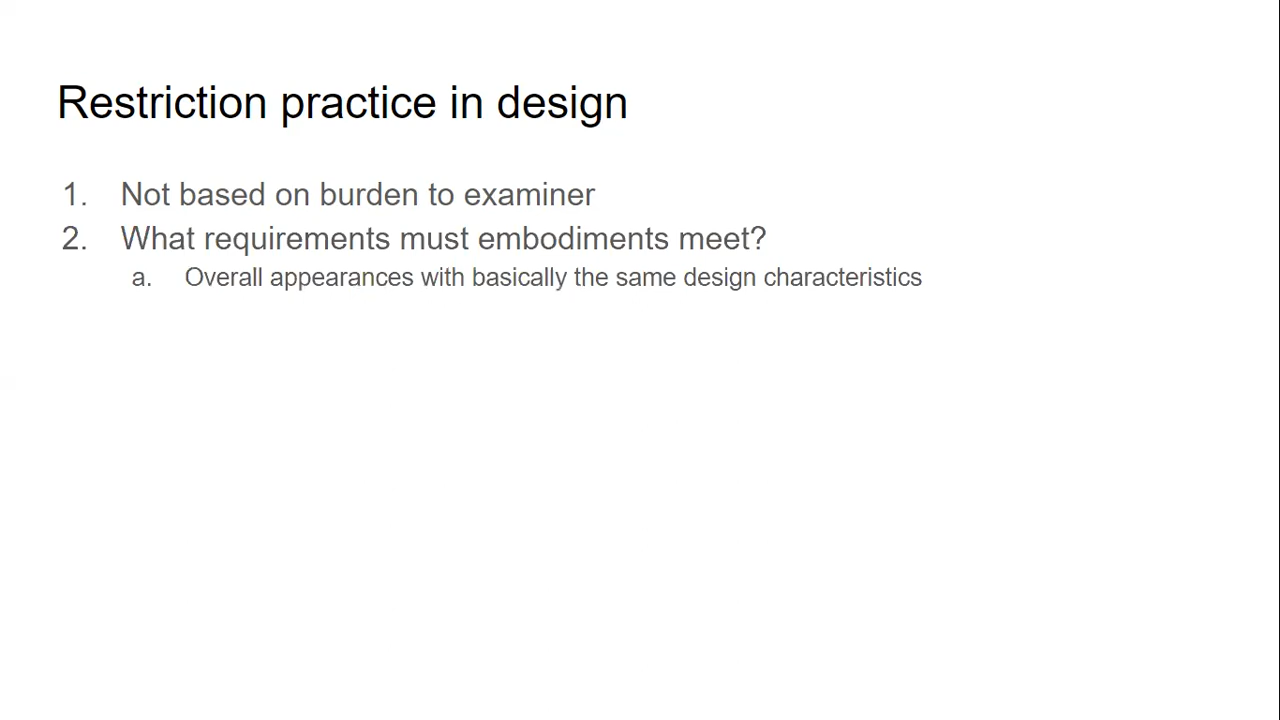 Restriction practice in design
1. Not based on burden to examiner
2. What requirements must embodiments meet?
a. Overall appearances with basically the same design characteristics